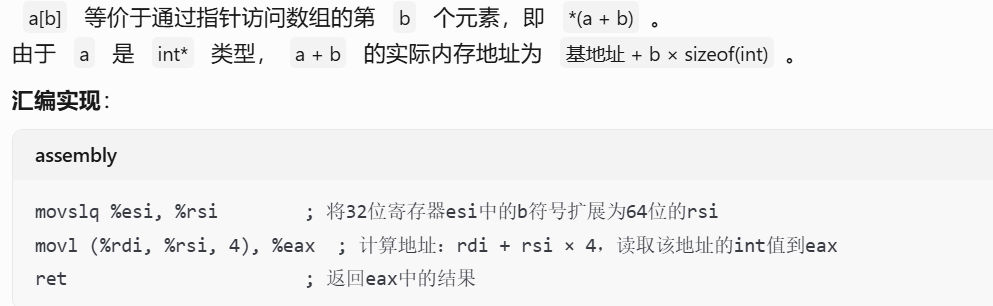 a[b] 等价于通过指针访问数组的第 b 个元素，即 *(a + b) 。
由于 a 是 int* 类型， a + b 的实际内存地址为 基地址 + b × sizeof(int) 。
汇编实现：
assembly
movslq %esi, %rsi ; 将32位寄存器esi中的b符号扩展为64位的rsi
movl (%rdi, %rsi, 4), %eax ; 计算地址：rdi + rsi × 4，读取该地址的int值到eax
ret ; 返回eax中的结果